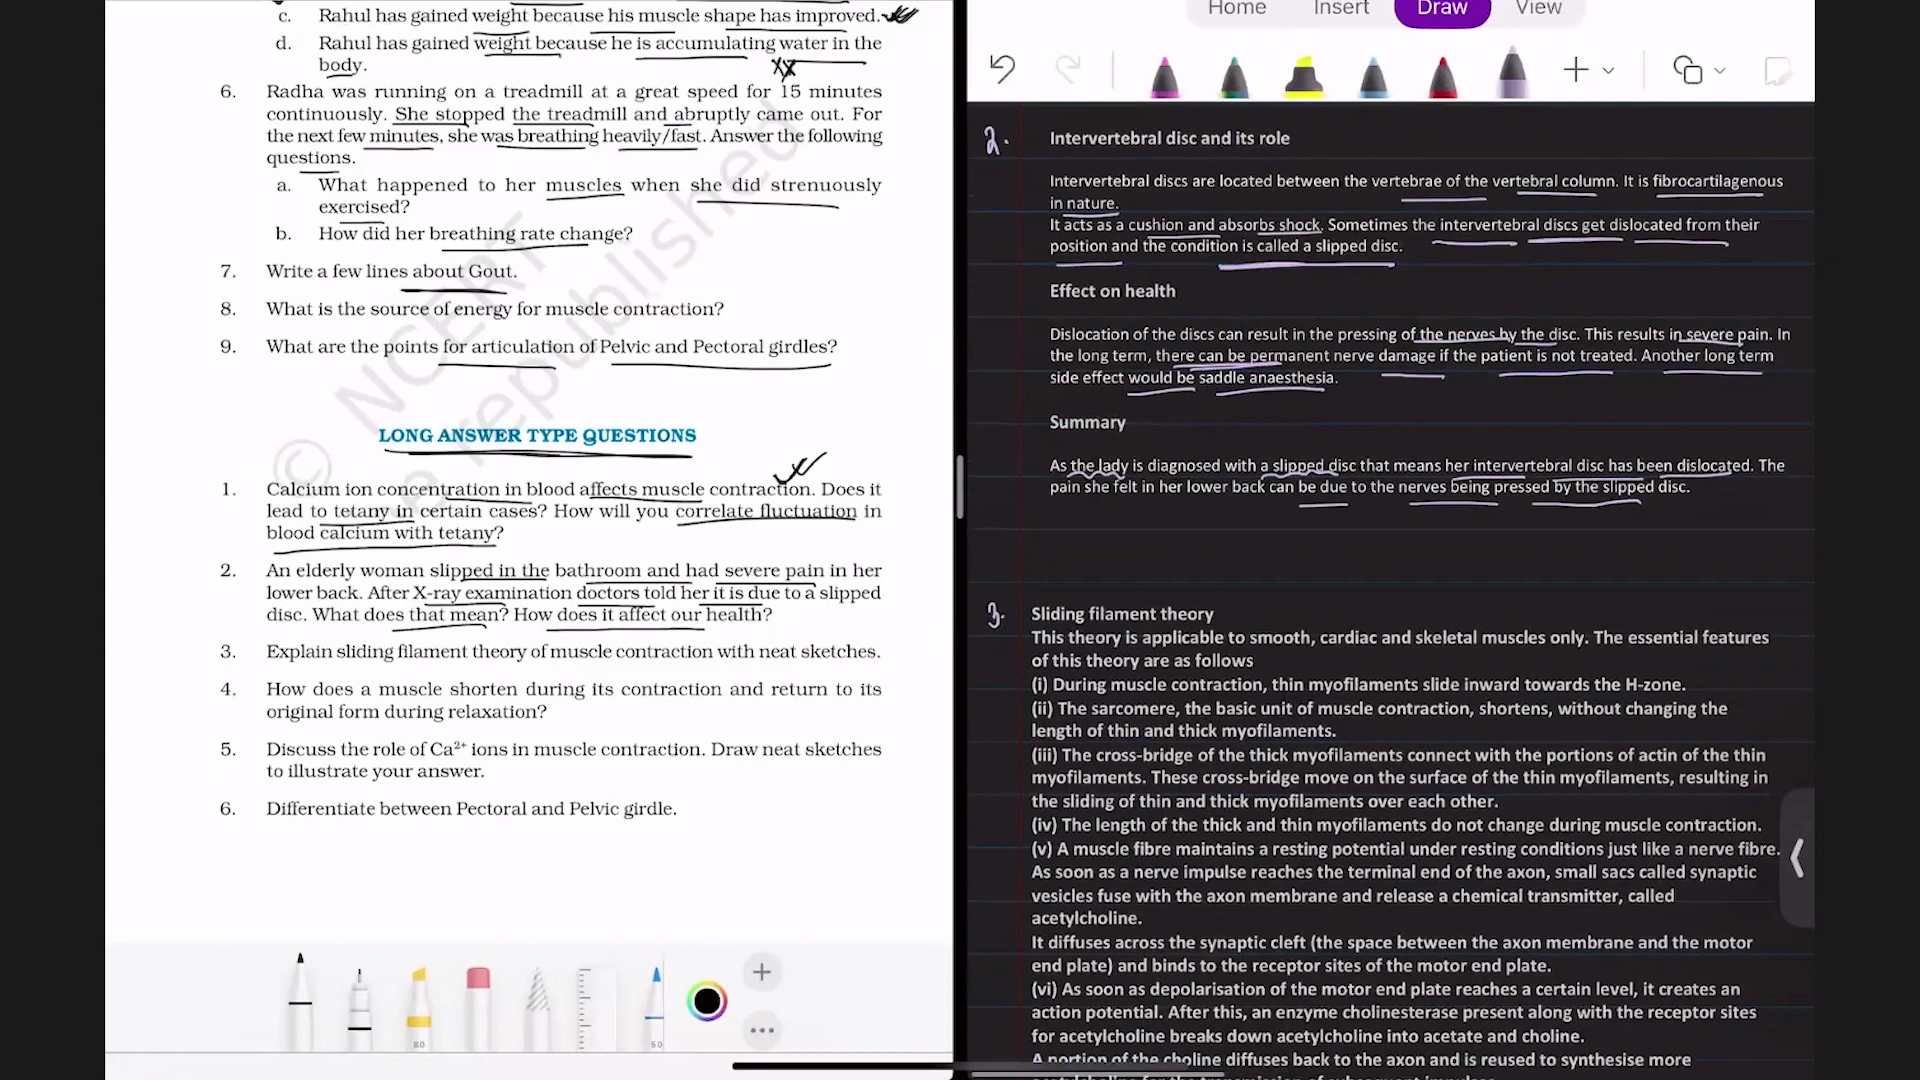 c. Rahul has gained weight because his muscle shape has improved.
d. Rahul has gained weight because he is accumulating water in the
body.
6. Radha was running on a treadmill at a great speed for 15 minutes
continuously. She stopped the treadmill and abruptly came out. For
the next few minutes, she was breathing heavily/fast. Answer the following
questions.
a. What happened to her muscles when she did strenuously
exercised?
b. How did her breathing rate change?
7. Write a few lines about Gout.
8. What is the source of energy for muscle contraction?
9. What are the points for articulation of Pelvic and Pectoral girdles?
© NCERT
republished
LONG ANSWER TYPE QUESTIONS
1. Calcium ion concentration in blood affects muscle contraction. Does it
lead to tetany in certain cases? How will you correlate fluctuation in
blood calcium with tetany?
2. An elderly woman slipped in the bathroom and had severe pain in her
lower back. After X-ray examination doctors told her it is due to a slipped
disc. What does that mean? How does it affect our health?
3. Explain sliding filament theory of muscle contraction with neat sketches.
4. How does a muscle shorten during its contraction and return to its
original form during relaxation?
5. Discuss the role of Ca²⁺ ions in muscle contraction. Draw neat sketches
to illustrate your answer.
6. Differentiate between Pectoral and Pelvic girdle.
80
Home Insert Draw View
2. Intervertebral disc and its role
Intervertebral discs are located between the vertebrae of the vertebral column. It is fibrocartilagenous
in nature.
It acts as a cushion and absorbs shock. Sometimes the intervertebral discs get dislocated from their
position and the condition is called a slipped disc.
Effect on health
Dislocation of the discs can result in the pressing of the nerves by the disc. This results in severe pain. In
the long term, there can be permanent nerve damage if the patient is not treated. Another long term
side effect would be saddle anaesthesia.
Summary
As the lady is diagnosed with a slipped disc that means her intervertebral disc has been dislocated. The
pain she felt in her lower back can be due to the nerves being pressed by the slipped disc.
3. Sliding filament theory
This theory is applicable to smooth, cardiac and skeletal muscles only. The essential features
of this theory are as follows
(i) During muscle contraction, thin myofilaments slide inward towards the H-zone.
(ii) The sarcomere, the basic unit of muscle contraction, shortens, without changing the
length of thin and thick myofilaments.
(iii) The cross-bridge of the thick myofilaments connect with the portions of actin of the thin
myofilaments. These cross-bridge move on the surface of the thin myofilaments, resulting in
the sliding of thin and thick myofilaments over each other.
(iv) The length of the thick and thin myofilaments do not change during muscle contraction.
(v) A muscle fibre maintains a resting potential under resting conditions just like a nerve fibre.
As soon as a nerve impulse reaches the terminal end of the axon, small sacs called synaptic
vesicles fuse with the axon membrane and release a chemical transmitter, called
acetylcholine.
It diffuses across the synaptic cleft (the space between the axon membrane and the motor
end plate) and binds to the receptor sites of the motor end plate.
(vi) As soon as depolarisation of the motor end plate reaches a certain level, it creates an
action potential. After this, an enzyme cholinesterase present along with the receptor sites
for acetylcholine breaks down acetylcholine into acetate and choline.
A portion of the choline diffuses back to the axon and is reused to synthesise more